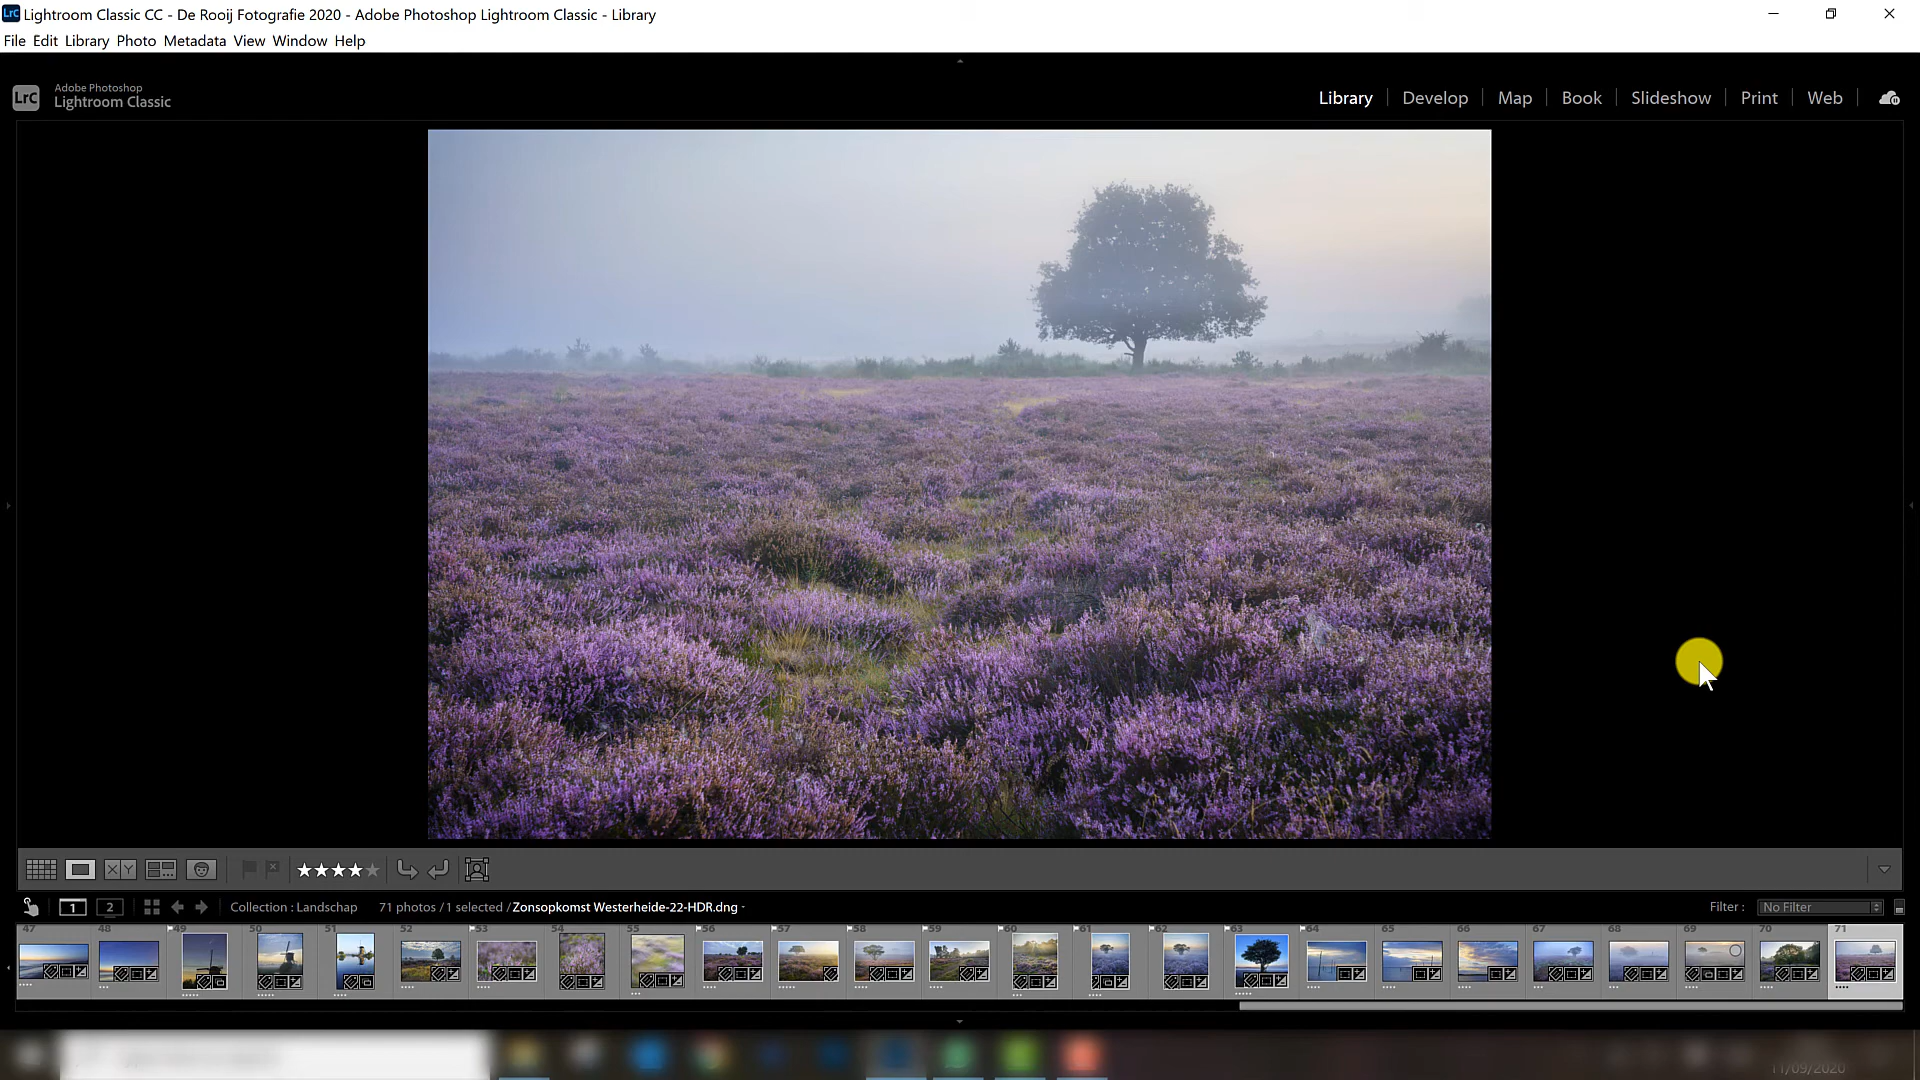 Lightroom Classic CC - De Rooij Fotografie 2020 - Adobe Photoshop Lightroom Classic - Library
File Edit Library Photo Metadata View Window Help
LrC Adobe Photoshop
Lightroom Classic
Library Develop Map Book Slideshow Print Web
X Y
1 2 Collection : Landschap 71 photos / 1 selected / Zonsopkomst Westerheide-22-HDR.dng Filter : No Filter
47 48 49 50 51 52 53 54 55 56 57 58 59 60 61 62 63 64 65 66 67 68 69 70 71
11/09/2020